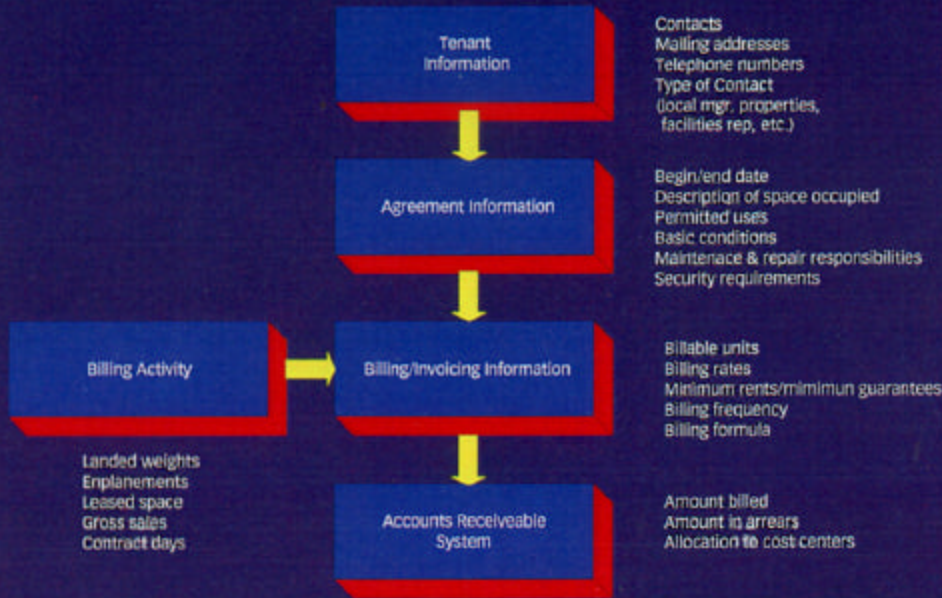 Tenant
Information
Contacts
Mailing addresses
Telephone numbers
Type of Contact
(local mgr, properties,
facilities rep, etc.)
Agreement Information
Begin/end date
Description of space occupied
Permitted uses
Basic conditions
Maintenace & repair responsibilities
Security requirements
Billing Activity
Landed weights
Enplanements
Leased space
Gross sales
Contract days
Billing/Invoicing Information
Billable units
Billing rates
Minimum rents/mimimun guarantees
Billing frequency
Billing formula
Accounts Receiveable
System
Amount billed
Amount in arrears
Allocation to cost centers